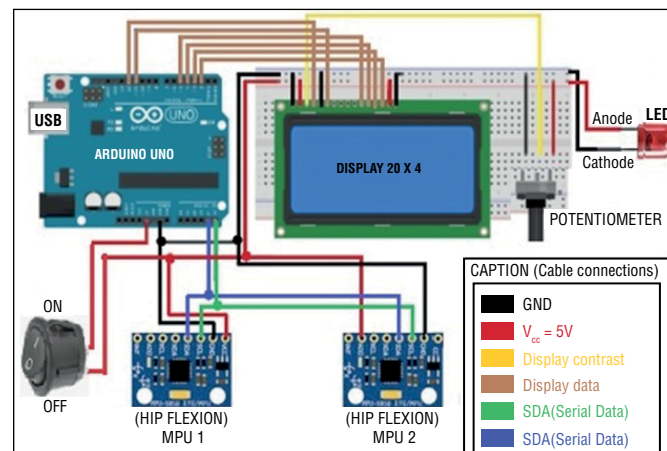 USB
UNO
ARDUINO
ARDUINO UNO
DISPLAY 20 X 4
Anode
LED
Cathode
POTENTIOMETER
ON
OFF
(HIP FLEXION)
MPU 1
(HIP FLEXION)
MPU 2
CAPTION (Cable connections)
GND
Vcc = 5V
Display contrast
Display data
SDA(Serial Data)
SDA(Serial Data)